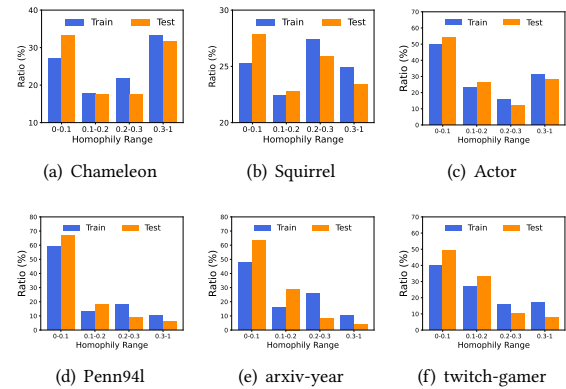 40
30
20
10
Ratio (%)
Train Test
0-0.1 0.1-0.2 0.2-0.3 0.3-1
Homophily Range
(a) Chameleon
30
25
20
Ratio (%)
Train Test
0-0.1 0.1-0.2 0.2-0.3 0.3-1
Homophily Range
(b) Squirrel
70
60
50
40
30
20
10
0
Ratio (%)
Train Test
0-0.1 0.1-0.2 0.2-0.3 0.3-1
Homophily Range
(c) Actor
80
70
60
50
40
30
20
10
0
Ratio (%)
Train Test
0-0.1 0.1-0.2 0.2-0.3 0.3-1
Homophily Range
(d) Penn94l
80
70
60
50
40
30
20
10
0
Ratio (%)
Train Test
0-0.1 0.1-0.2 0.2-0.3 0.3-1
Homophily Range
(e) arxiv-year
70
60
50
40
30
20
10
0
Ratio (%)
Train Test
0-0.1 0.1-0.2 0.2-0.3 0.3-1
Homophily Range
(f) twitch-gamer